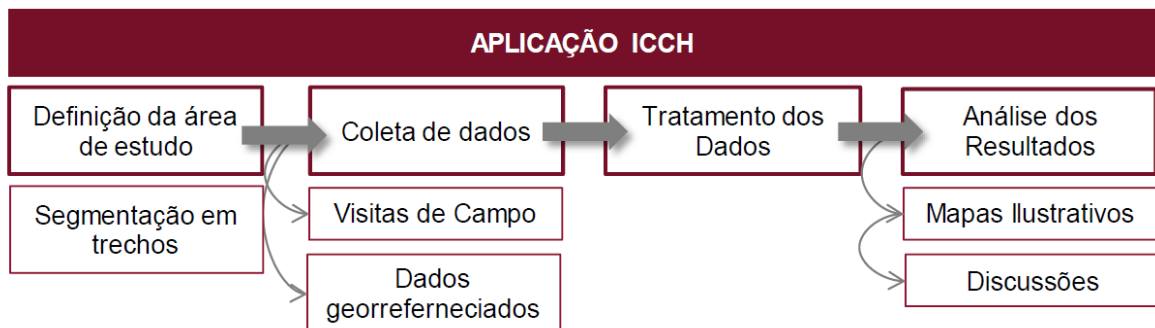 APLICAÇÃO ICCH
Definição da área
de estudo
Coleta de dados
Tratamento dos
Dados
Análise dos
Resultados
Segmentação em
trechos
Visitas de Campo
Mapas Ilustrativos
Dados
georreferneciados
Discussões